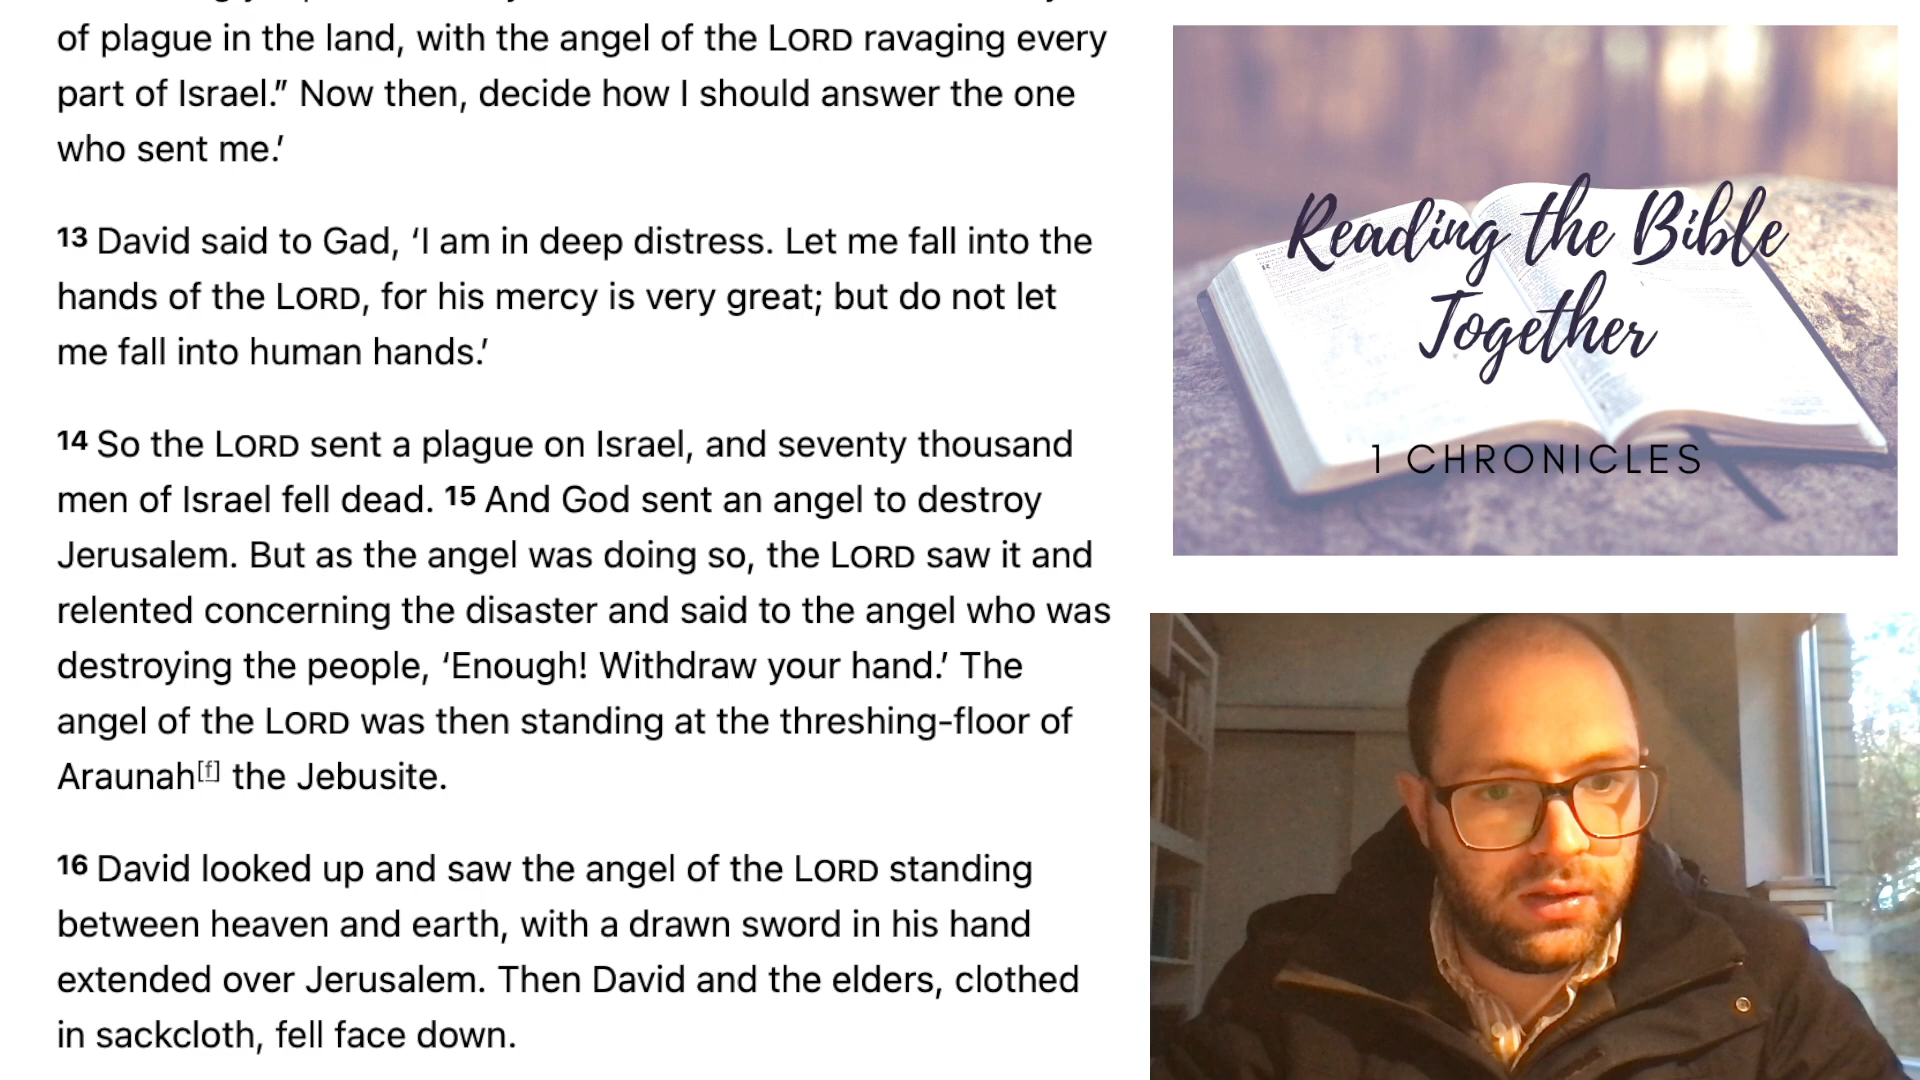 of plague in the land, with the angel of the LORD ravaging every
part of Israel.” Now then, decide how I should answer the one
who sent me.’
13 David said to Gad, ‘I am in deep distress. Let me fall into the
hands of the LORD, for his mercy is very great; but do not let
me fall into human hands.’
14 So the LORD sent a plague on Israel, and seventy thousand
men of Israel fell dead. 15 And God sent an angel to destroy
Jerusalem. But as the angel was doing so, the LORD saw it and
relented concerning the disaster and said to the angel who was
destroying the people, ‘Enough! Withdraw your hand.’ The
angel of the LORD was then standing at the threshing-floor of
Araunah[f] the Jebusite.
16 David looked up and saw the angel of the LORD standing
between heaven and earth, with a drawn sword in his hand
extended over Jerusalem. Then David and the elders, clothed
in sackcloth, fell face down.
Reading the Bible
Together
1 CHRONICLES